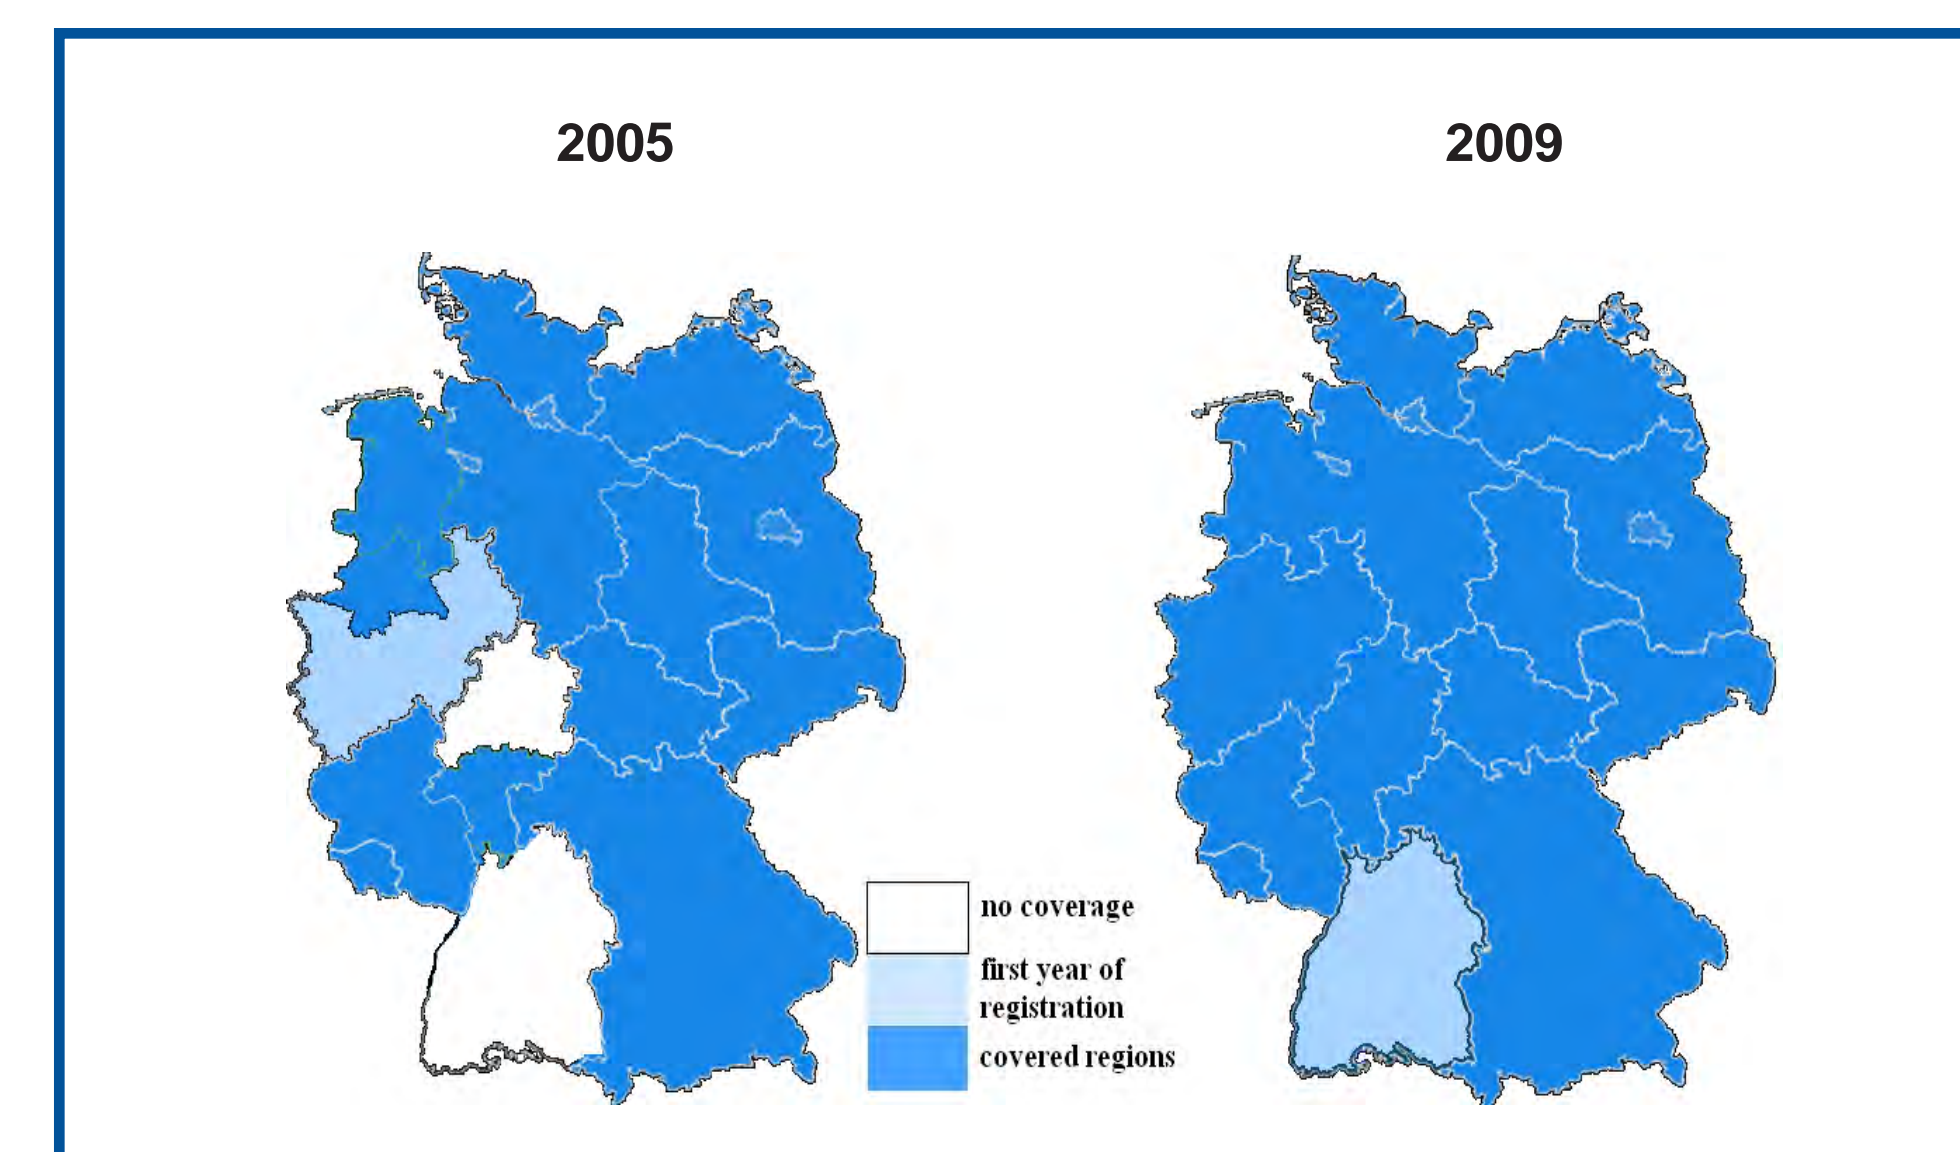 2005
2009
no coverage
first year of
registration
covered regions